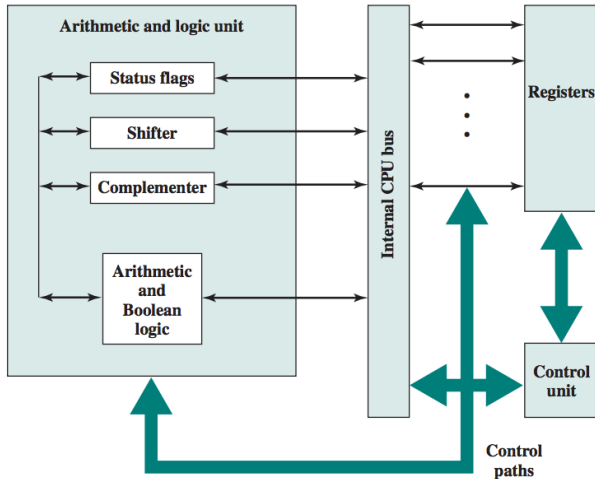 Arithmetic and logic unit
Status flags
Shifter
Complementer
Arithmetic
and
Boolean
logic
Internal CPU bus
Registers
Control
unit
Control
paths